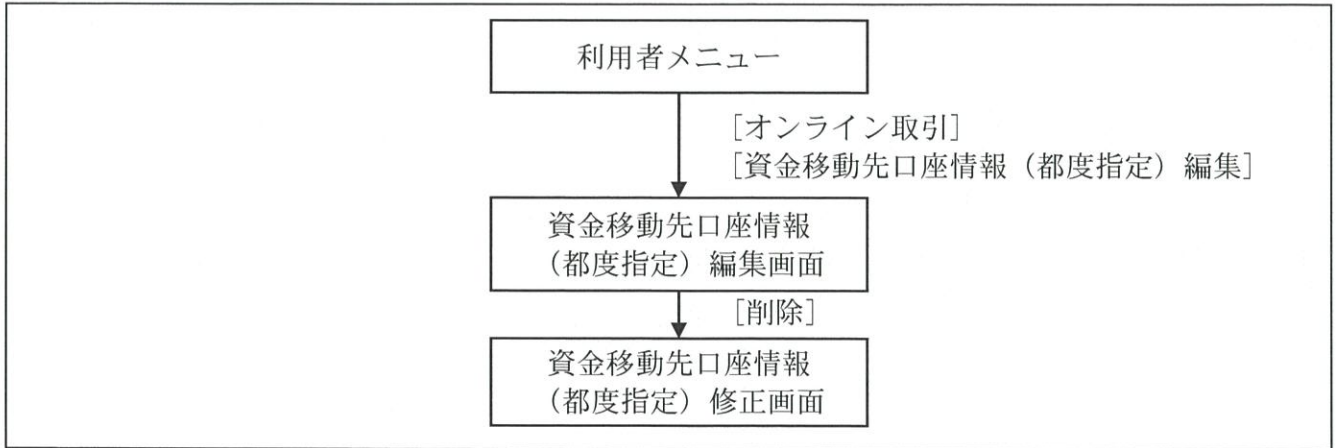 利用者メニュー
[オンライン取引]
[資金移動先口座情報（都度指定）編集]
資金移動先口座情報
（都度指定）編集画面
[削除]
資金移動先口座情報
（都度指定）修正画面